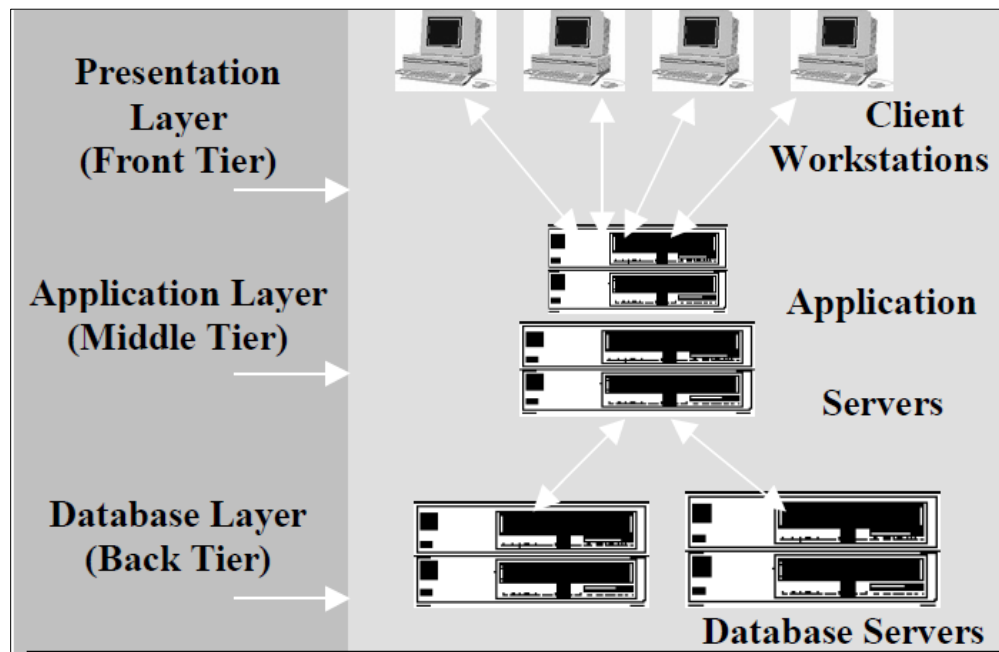 Presentation
Layer
(Front Tier)
Client
Workstations
Application Layer
(Middle Tier)
Application
Servers
Database Layer
(Back Tier)
Database Servers